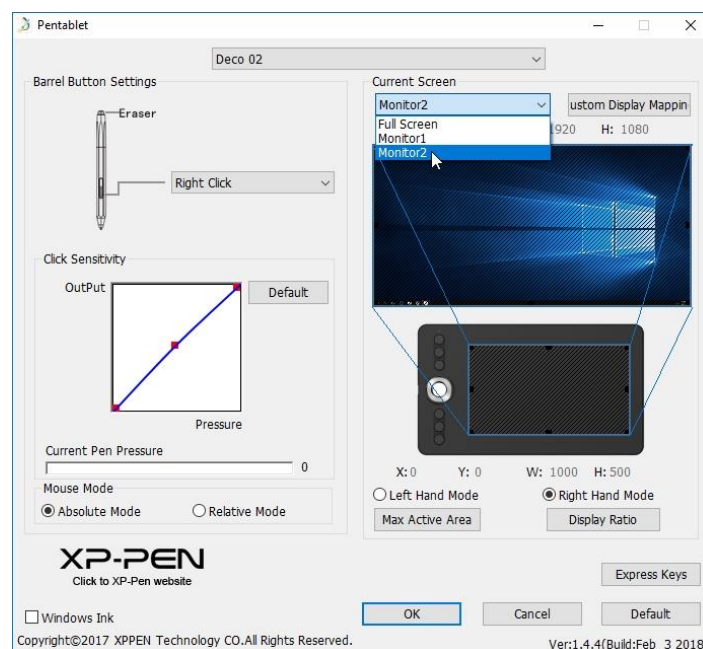 Pentablet
Deco 02
Barrel Button Settings
Eraser
Right Click
Click Sensitivity
OutPut
Default
Pressure
Current Pen Pressure
0
Mouse Mode
Absolute Mode
Relative Mode
Current Screen
Monitor2
ustom Display Mappin
Full Screen
Monitor1
Monitor2
1920 H: 1080
X: 0 Y: 0 W: 1000 H: 500
Left Hand Mode
Right Hand Mode
Max Active Area
Display Ratio
XP-PEN
Click to XP-Pen website
Express Keys
Windows Ink
OK
Cancel
Default
Copyright©2017 XPPEN Technology CO.All Rights Reserved.
Ver:1.4.4(Build:Feb 3 2018